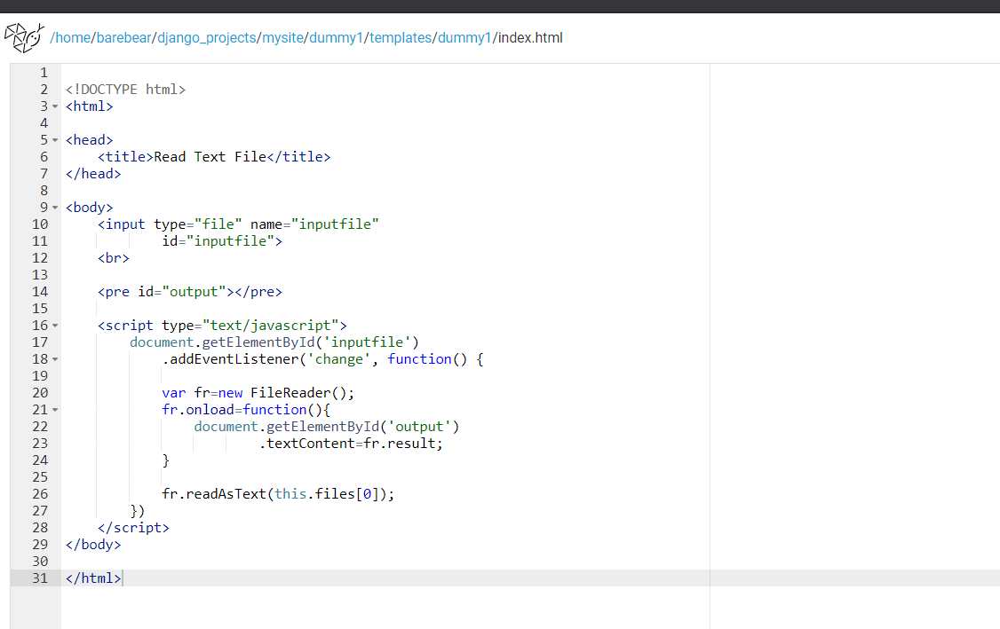 /home/barebear/django_projects/mysite/dummy1/templates/dummy1/index.html
1
2 <!DOCTYPE html>
3 <html>
4
5 <head>
6     <title>Read Text File</title>
7 </head>
8
9 <body>
10     <input type="file" name="inputfile"
11             id="inputfile">
12     <br>
13
14     <pre id="output"></pre>
15
16     <script type="text/javascript">
17         document.getElementById('inputfile')
18             .addEventListener('change', function() {
19
20             var fr=new FileReader();
21             fr.onload=function(){
22                 document.getElementById('output')
23                         .textContent=fr.result;
24             }
25
26             fr.readAsText(this.files[0]);
27         })
28     </script>
29 </body>
30
31 </html>